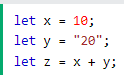 let x = 10;
let y = "20";
let z = x + y;